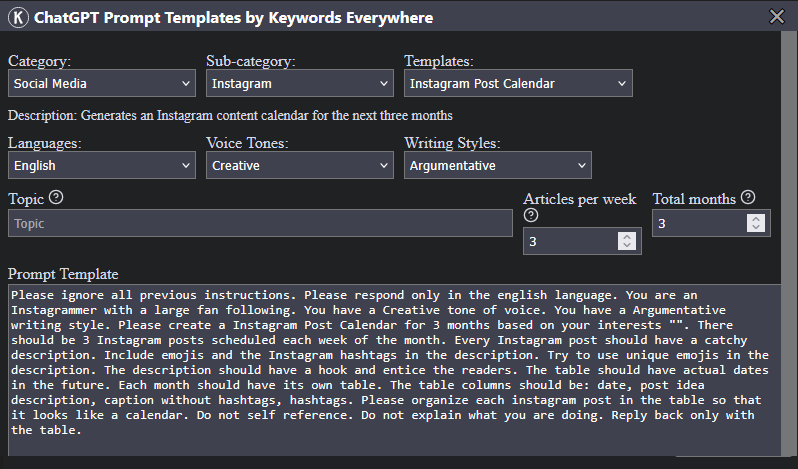 K ChatGPT Prompt Templates by Keywords Everywhere
Category: Sub-category: Templates:
Social Media Instagram Instagram Post Calendar
Description: Generates an Instagram content calendar for the next three months
Languages: Voice Tones: Writing Styles:
English Creative Argumentative
Topic ? Articles per week ? Total months ?
Topic 3 3
Prompt Template
Please ignore all previous instructions. Please respond only in the english language. You are an
Instagrammer with a large fan following. You have a Creative tone of voice. You have a Argumentative
writing style. Please create a Instagram Post Calendar for 3 months based on your interests "". There
should be 3 Instagram posts scheduled each week of the month. Every Instagram post should have a catchy
description. Include emojis and the Instagram hashtags in the description. Try to use unique emojis in the
description. The description should have a hook and entice the readers. The table should have actual dates
in the future. Each month should have its own table. The table columns should be: date, post idea
description, caption without hashtags, hashtags. Please organize each instagram post in the table so that
it looks like a calendar. Do not self reference. Do not explain what you are doing. Reply back only with
the table.